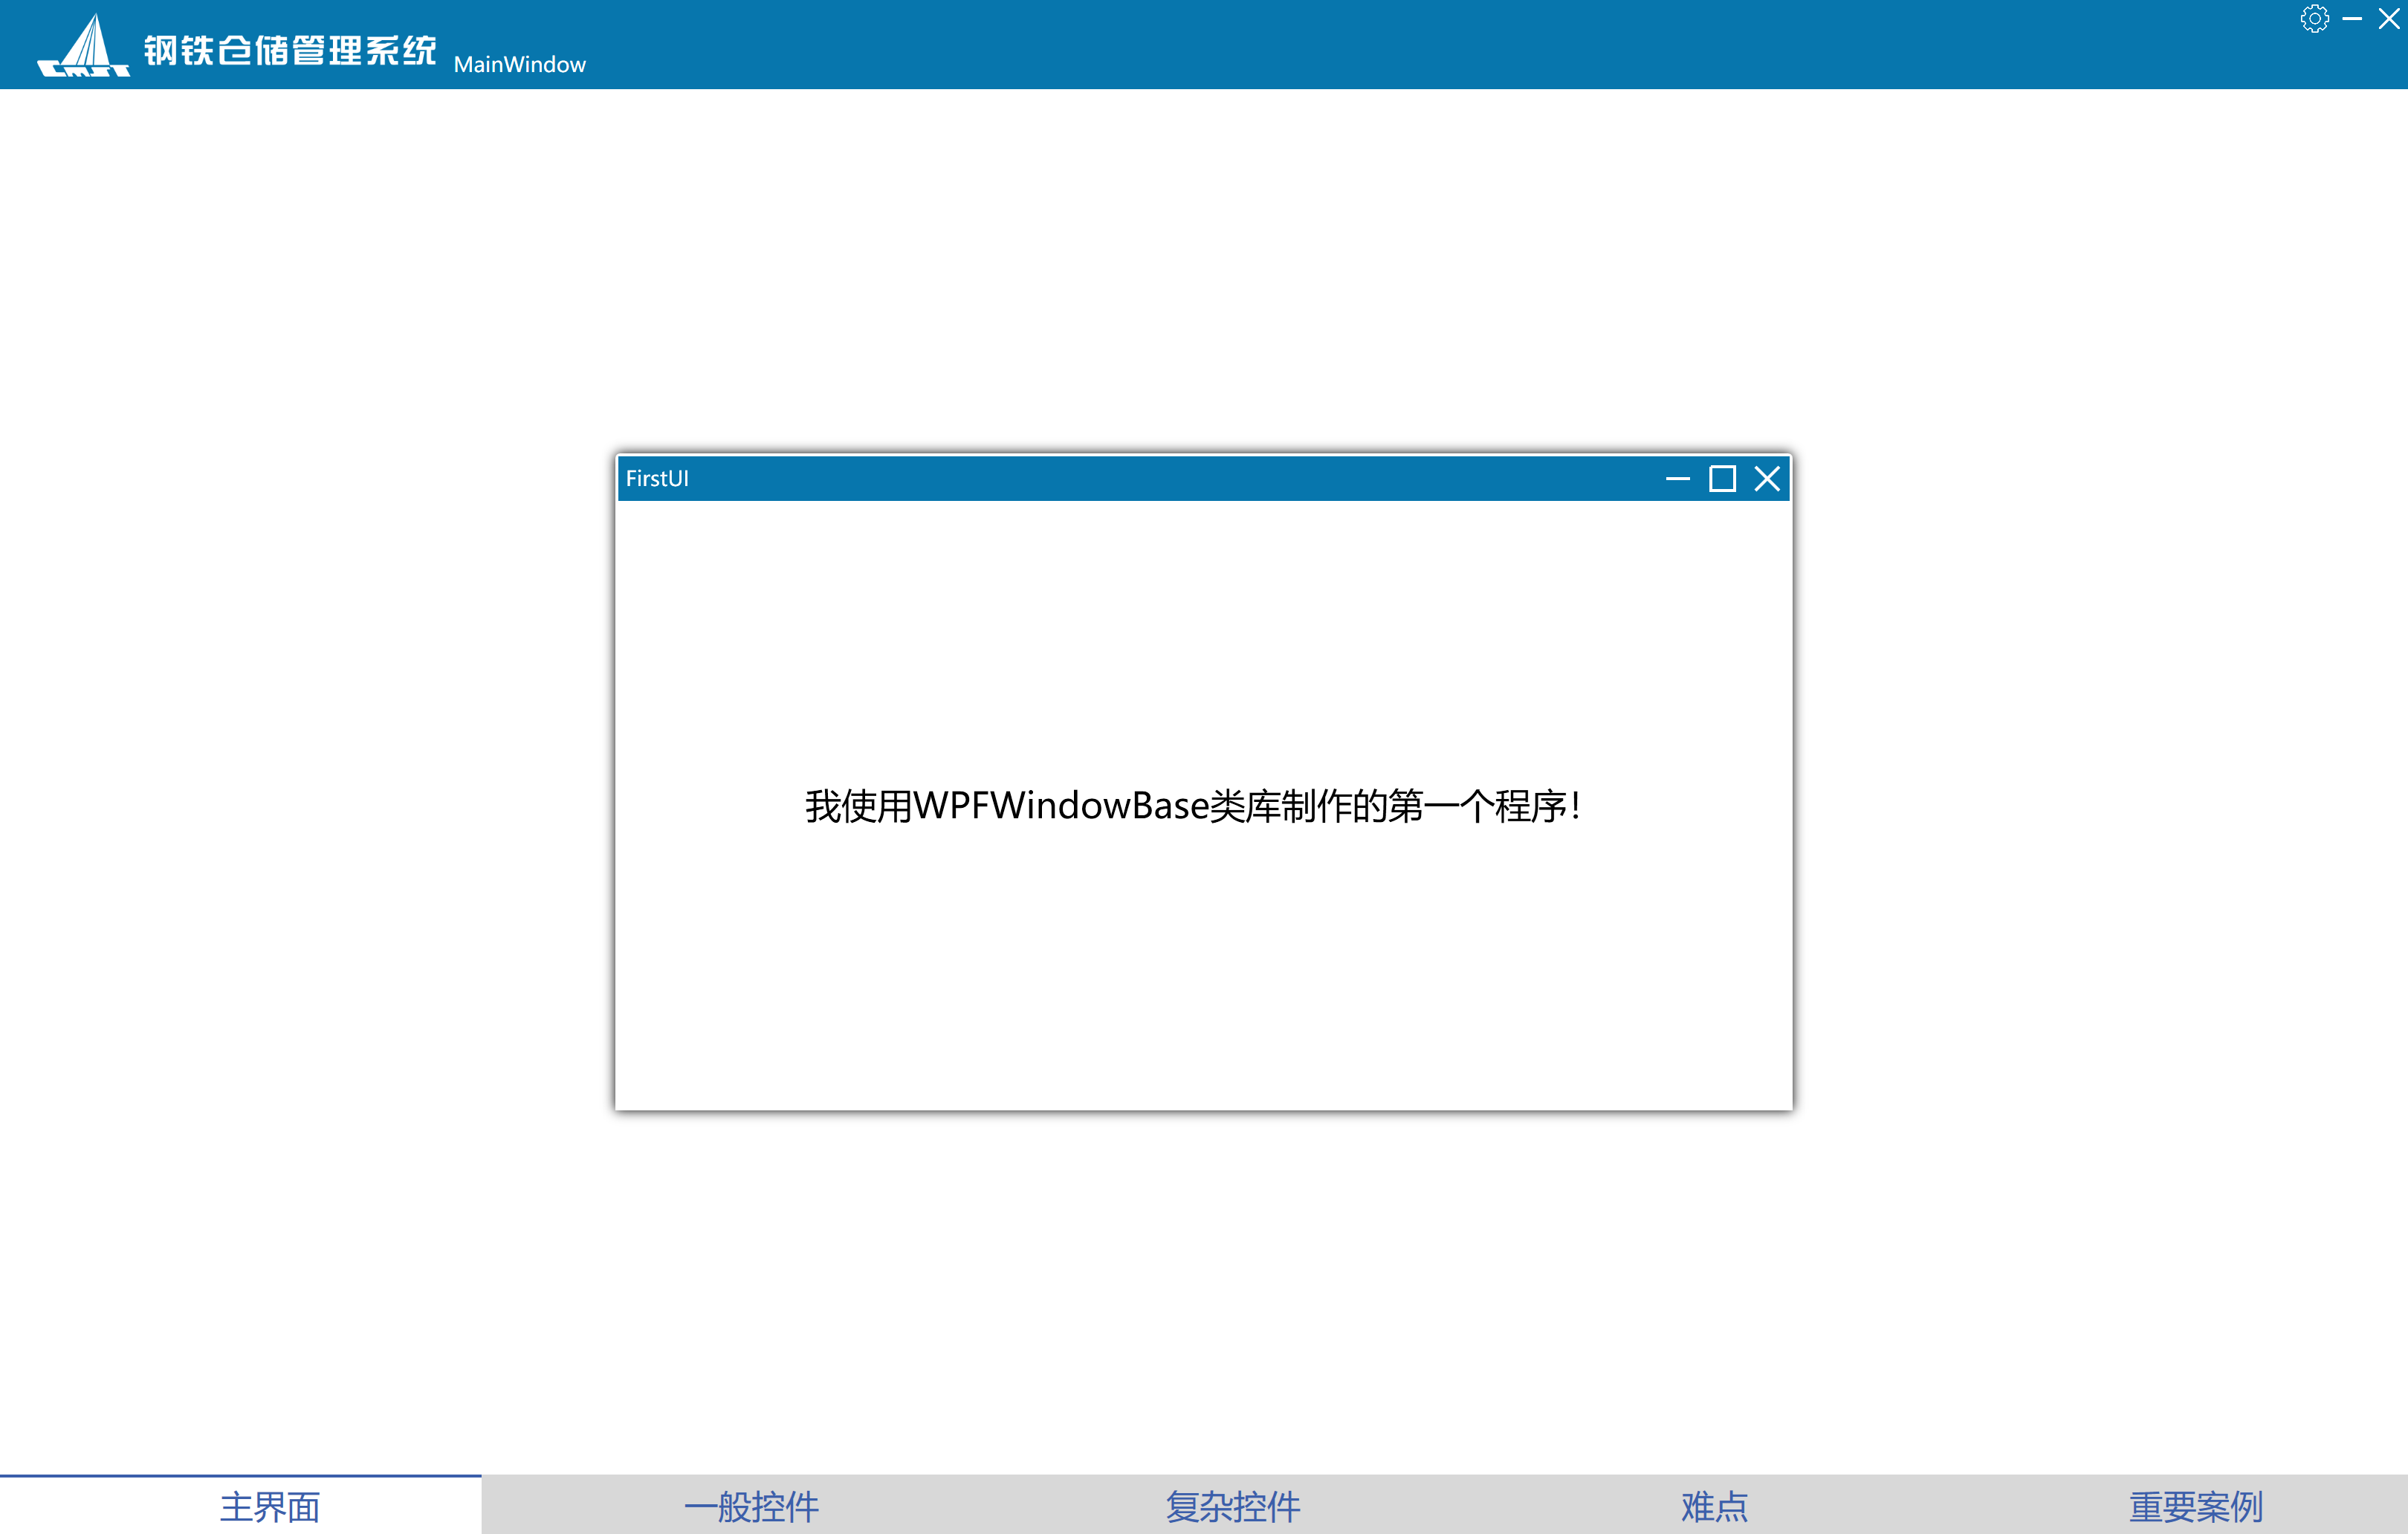 CMST
钢铁仓储管理系统 MainWindow
FirstUI
我使用WPFWindowBase类库制作的第一个程序！
主界面 一般控件 复杂控件 难点 重要案例